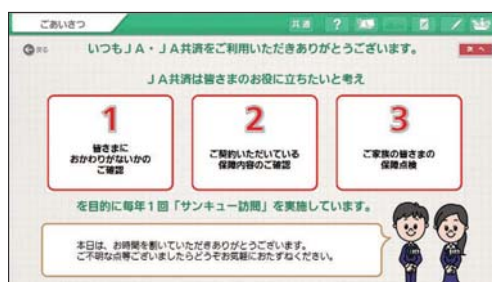 ごあいさつ
共通
?
戻る
いつもJA・JA共済をご利用いただきありがとうございます。
次へ
JA共済は皆さまのお役に立ちたいと考え
1
皆さまに
おかわりがないかの
ご確認
2
ご契約いただいている
保障内容のご確認
3
ご家族の皆さまの
保障点検
を目的に毎年1回「サンキュー訪問」を実施しています。
本日は、お時間を割いていただきありがとうございます。
ご不明な点等ございましたらどうぞお気軽におたずねください。